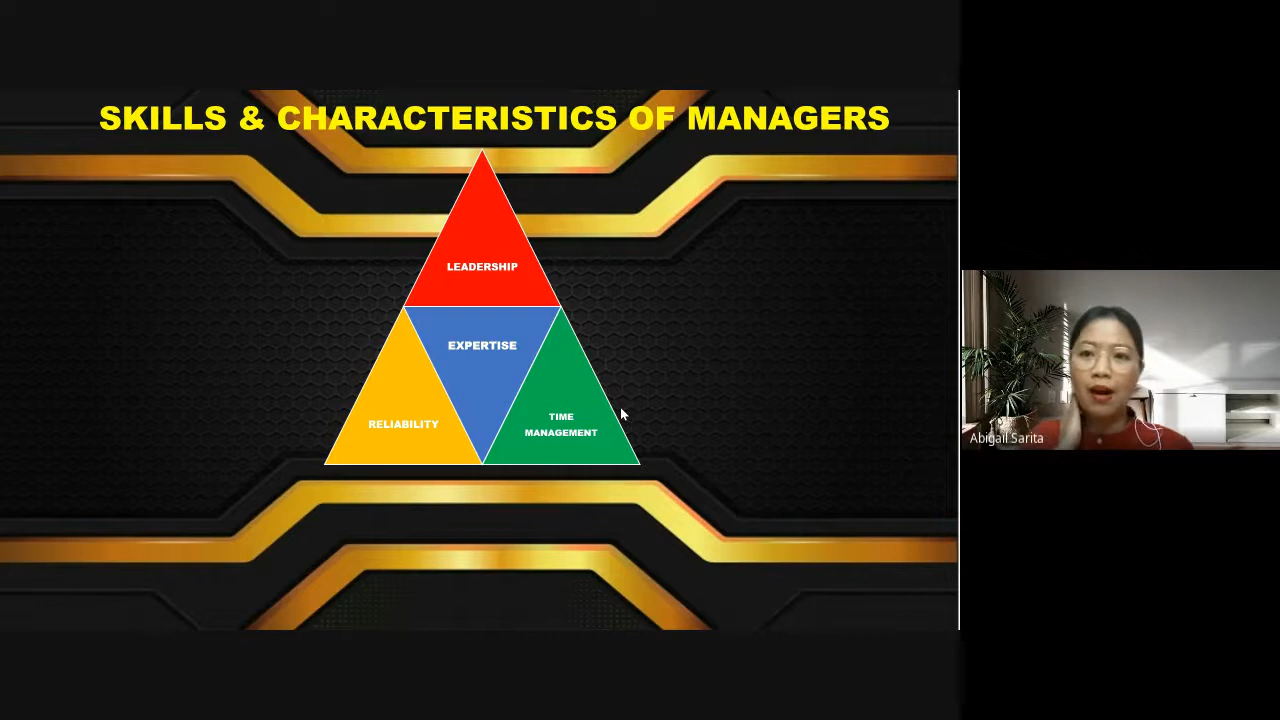 SKILLS & CHARACTERISTICS OF MANAGERS
LEADERSHIP
EXPERTISE
RELIABILITY
TIME
MANAGEMENT
Abigail Sarita